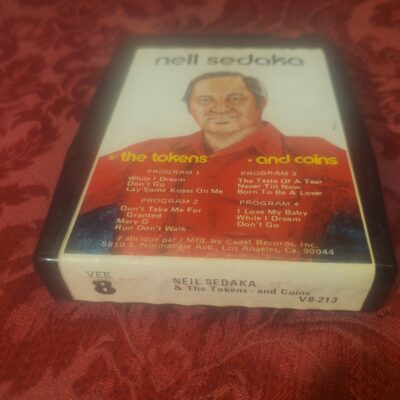 neil sedaka
& the tokens - and coins
PROGRAM 1
While I Dream
Don't Go
Lay Some Kisses On Me
PROGRAM 2
Don't Take Me For
Granted
Mary G
Run Don't Walk
PROGRAM 3
The Taste Of A Tear
Never Till Now
Born To Be A Loser
PROGRAM 4
I Love My Baby
While I Dream
Don't Go
Fabrique par / Mfd. by Cadet Records, Inc.
5810 S. Normandie Ave., Los Angeles, Ca. 90044
VEE
8
NEIL SEDAKA
& The Tokens - and Coins
V8-213